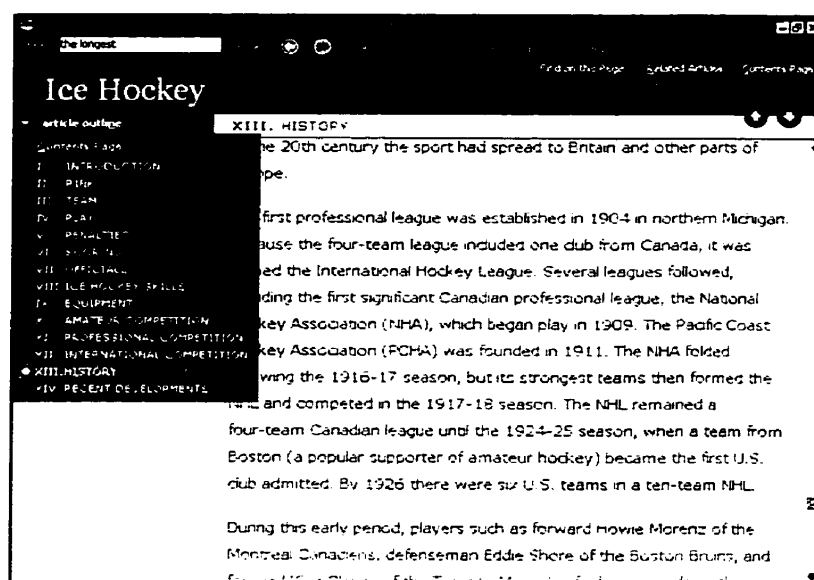 the longest
Find on this Page Related Articles Contents Page
Ice Hockey
article outline
XIII. HISTORY
Contents Page
I. INTRODUCTION
II. RINK
III. TEAM
IV. PLAY
V. PENALTIES
VI. SCORING
VII. OFFICIALS
VIII. ICE HOCKEY SKILLS
IX. EQUIPMENT
X. AMATEUR COMPETITION
XI. PROFESSIONAL COMPETITION
XII. INTERNATIONAL COMPETITION
XIII. HISTORY
XIV. RECENT DEVELOPMENTS
he 20th century the sport had spread to Britain and other parts of
ope.
first professional league was established in 1904 in northern Michigan.
ause the four-team league included one club from Canada, it was
ed the International Hockey League. Several leagues followed,
ding the first significant Canadian professional league, the National
key Association (NHA), which began play in 1909. The Pacific Coast
key Association (PCHA) was founded in 1911. The NHA folded
wing the 1916-17 season, but its strongest teams then formed the
NHL and competed in the 1917-18 season. The NHL remained a
four-team Canadian league until the 1924-25 season, when a team from
Boston (a popular supporter of amateur hockey) became the first U.S.
club admitted. By 1926 there were six U.S. teams in a ten-team NHL.
During this early period, players such as forward Howie Morenz of the
Montreal Canadiens, defenseman Eddie Shore of the Boston Bruins, and